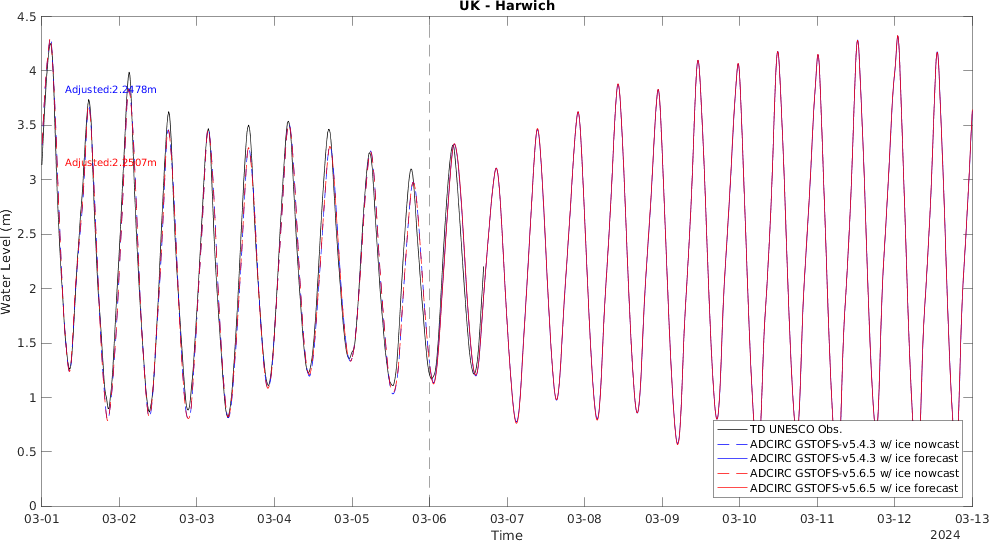 UK - Harwich
4.5
4
3.5
3
2.5
2
1.5
1
0.5
0
Water Level (m)
Adjusted:2.2478m
Adjusted:2.2507m
TD UNESCO Obs.
ADCIRC GSTOFS-v5.4.3 w/ ice nowcast
ADCIRC GSTOFS-v5.4.3 w/ ice forecast
ADCIRC GSTOFS-v5.6.5 w/ ice nowcast
ADCIRC GSTOFS-v5.6.5 w/ ice forecast
03-01 03-02 03-03 03-04 03-05 03-06 03-07 03-08 03-09 03-10 03-11 03-12 03-13
Time
2024